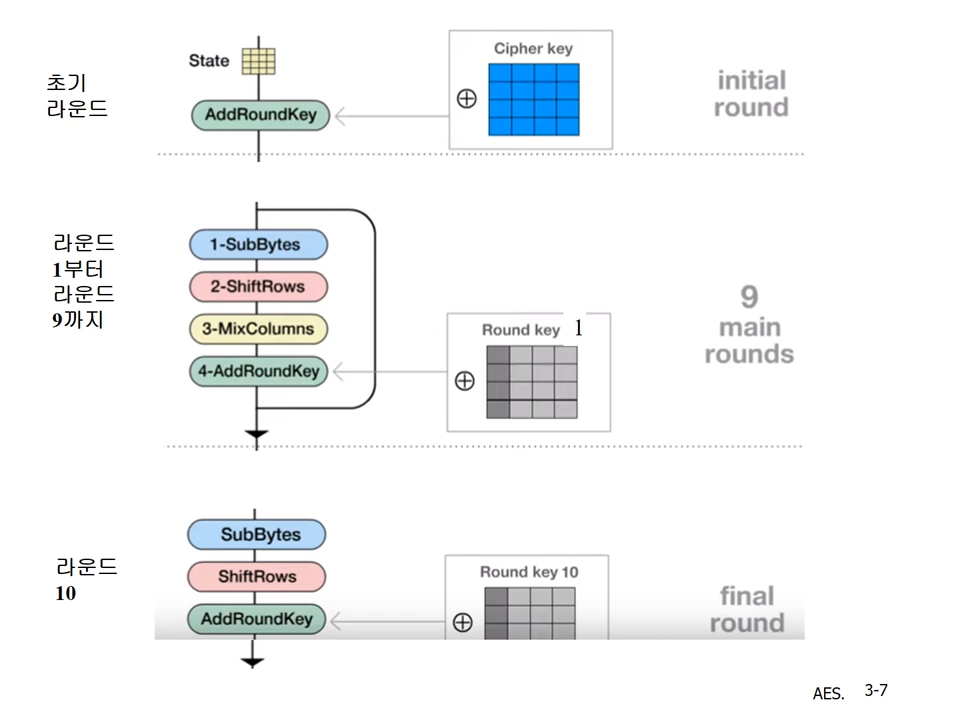 초기
라운드
State
AddRoundKey
Cipher key
⊕
initial
round
라운드
1부터
라운드
9까지
1-SubBytes
2-ShiftRows
3-MixColumns
4-AddRoundKey
Round key 1
⊕
9
main
rounds
라운드
10
SubBytes
ShiftRows
AddRoundKey
Round key 10
⊕
final
round
AES. 3-7